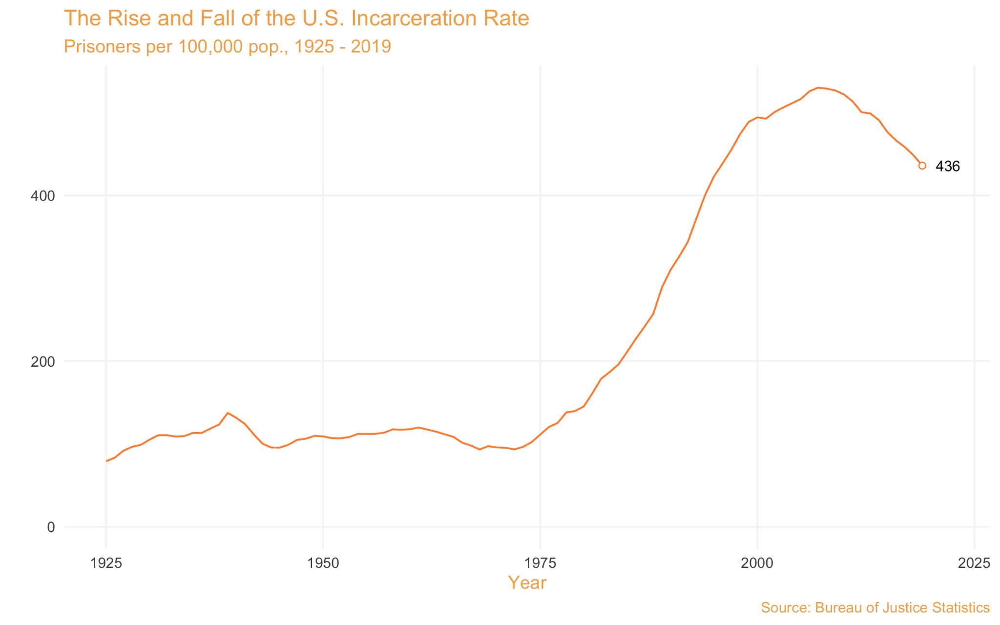 The Rise and Fall of the U.S. Incarceration Rate
Prisoners per 100,000 pop., 1925 - 2019
436
400
200
0
1925 1950 1975 2000 2025
Year
Source: Bureau of Justice Statistics